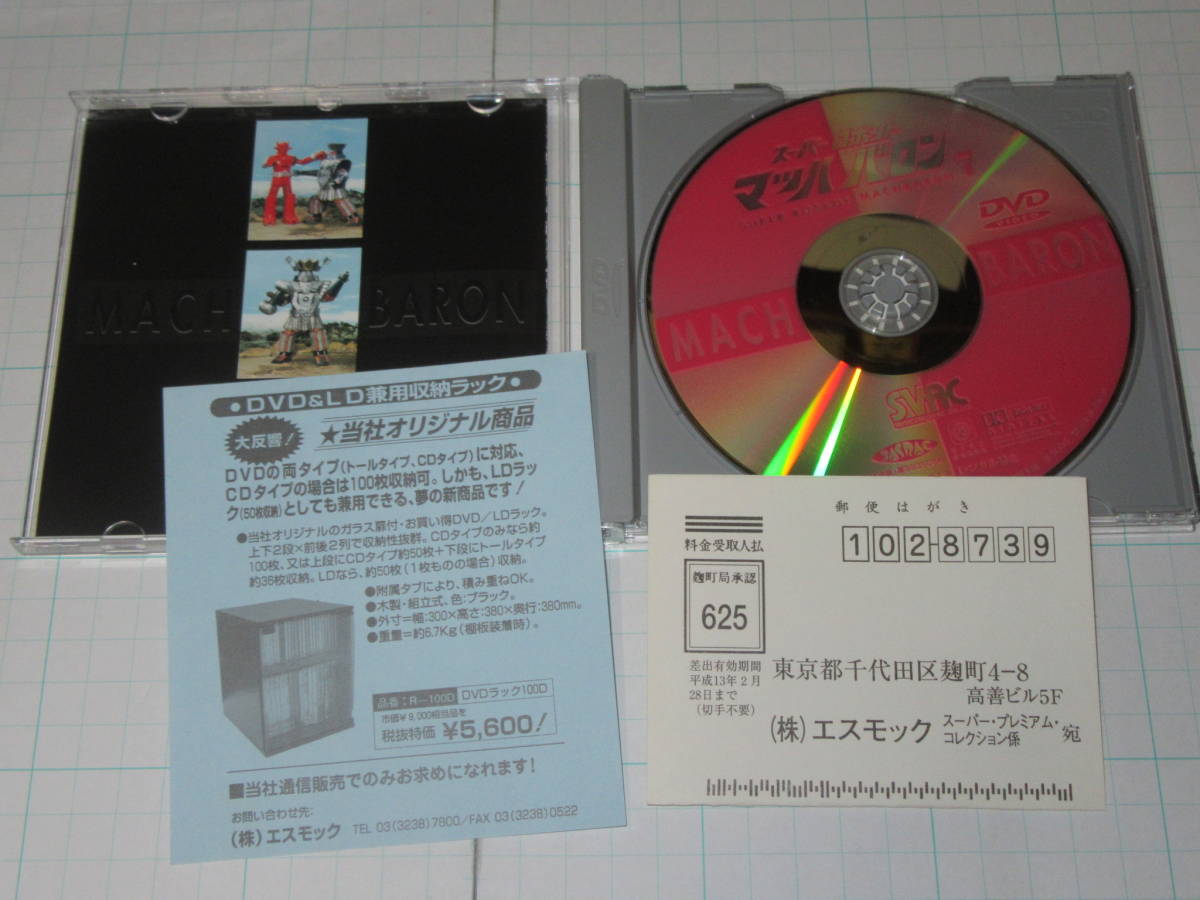 MACH BARON
スーパー
マッハバロン
DVD
VIDEO
MACH BARON
●DVD&LD兼用収納ラック●
大反響!
★当社オリジナル商品
DVDの両タイプ(トールタイプ、CDタイプ)に対応、
CDタイプの場合は100枚収納可。しかも、LDラッ
ク(50枚収納)としても兼用できる、夢の新商品です!
●当社オリジナルのガラス扉付・お買い得DVD/LDラック。
上下2段×前後2列で収納性抜群。CDタイプのみなら約
100枚、又は上段にCDタイプ約50枚+下段にトールタイプ
約36枚収納。LDなら、約50枚(1枚ものの場合)収納。
●附属タブにより、積み重ねOK。
●木製・組立式、色:ブラック。
●外寸=幅:300×高さ:380×奥行:380mm。
●重量=約6.7Kg(棚板装着時)。
品番:R-100D DVDラック100D
市価¥9,000相当品を
税抜特価 ¥5,600!
■当社通信販売でのみお求めになれます!
お問い合わせ先:
(株)エスモック TEL 03(3238)7800/FAX 03(3238)0522
郵便はがき
料金受取人払
102-8739
麹町局承認
625
差出有効期間
平成13年2月
28日まで
(切手不要)
東京都千代田区麹町4-8
高善ビル5F
(株)エスモック スーパー・プレミアム・
コレクション係 宛